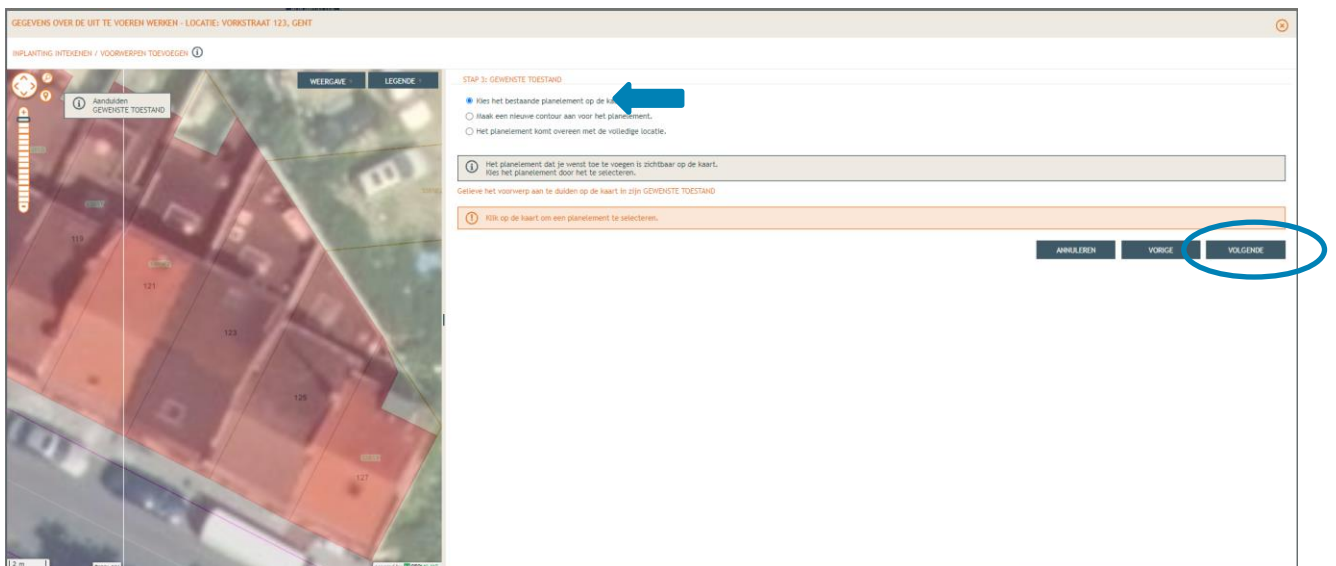 GEGEVENS OVER DE UIT TE VOEREN WERKEN - LOCATIE: VORKSTRAAT 123, GENT
INPLANTING INTEKENEN / VOORWERPEN TOEVOEGEN
WEERGAVE
LEGENDE
Aanduiden
GEWENSTE TOESTAND
119
121
123
127
2 m
STAP 3: GEWENSTE TOESTAND
Kies het bestaande planelement op de
Maak een nieuwe contour aan voor het planelement.
Het planelement komt overeen met de volledige locatie.
Het planelement dat je wenst toe te voegen is zichtbaar op de kaart.
Kies het planelement door het te selecteren.
Gelieve het voorwerp aan te duiden op de kaart in zijn GEWENSTE TOESTAND
Klik op de kaart om een planelement te selecteren.
ANNULEREN
VORIGE
VOLGENDE